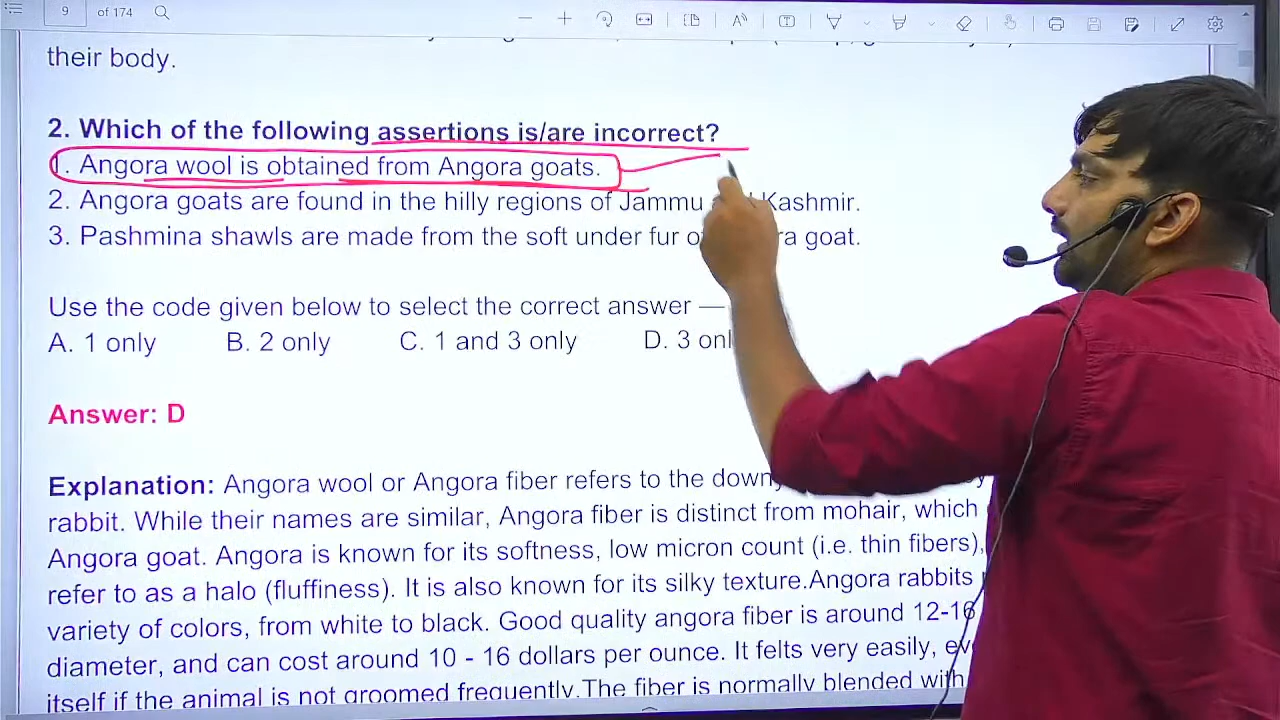 9 of 174
their body.
2. Which of the following assertions is/are incorrect?
1. Angora wool is obtained from Angora goats.
2. Angora goats are found in the hilly regions of Jammu Kashmir.
3. Pashmina shawls are made from the soft under fur goat.
Use the code given below to select the correct answer —
A. 1 only B. 2 only C. 1 and 3 only D. 3
Answer: D
Explanation: Angora wool or Angora fiber refers to the
rabbit. While their names are similar, Angora fiber is distinct from mohair, which
Angora goat. Angora is known for its softness, low micron count (i.e. thin fibers),
refer to as a halo (fluffiness). It is also known for its silky texture.Angora rabbits
variety of colors, from white to black. Good quality angora fiber is around 12-16
diameter, and can cost around 10 - 16 dollars per ounce. It felts very easily,
itself if the animal is not groomed frequently.The fiber is normally blended with